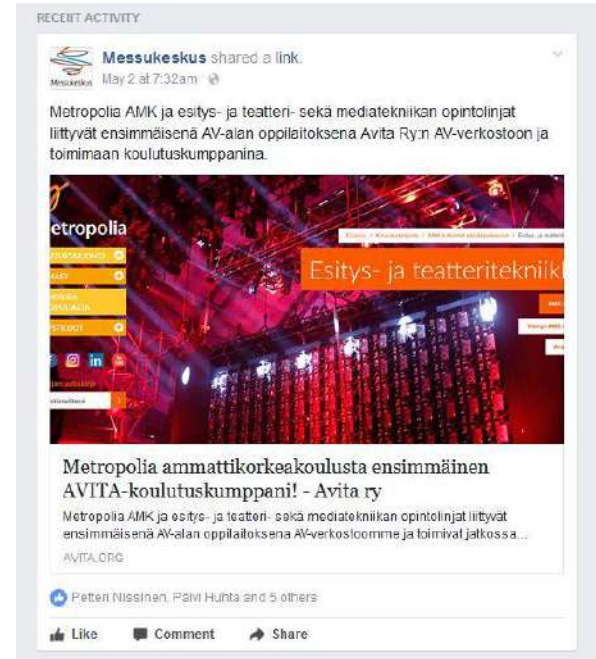 RECENT ACTIVITY
Messukeskus shared a link.
Messukeskus
May 2 at 7:32am
Metropolia AMK ja esitys- ja teatteri- sekä mediatekniikan opintolinjat
liittyvät ensimmäisenä AV-alan oppilaitoksena Avita Ry:n AV-verkostoon ja
toimimaan koulutuskumppanina.
etropolia
Esitys- ja teatteritekniik
in
Metropolia ammattikorkeakoulusta ensimmäinen
AVITA-koulutuskumppani! - Avita ry
Metropolia AMK ja esitys- ja teatteri- sekä mediatekniikan opintolinjat liittyvät
ensimmäisenä AV-alan oppilaitoksena AV-verkostoomme ja toimivat jatkossa...
AVITA.ORG
Petteri Nissinen, Päivi Huhta and 5 others
Like Comment Share